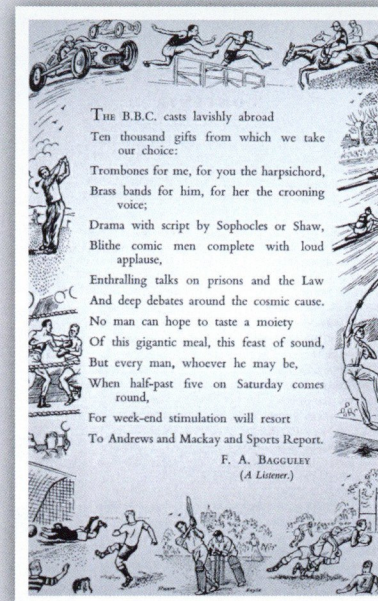 THE B.B.C. casts lavishly abroad
Ten thousand gifts from which we take
our choice:
Trombones for me, for you the harpsichord,
Brass bands for him, for her the crooning
voice;
Drama with script by Sophocles or Shaw,
Blithe comic men complete with loud
applause,
Enthralling talks on prisons and the Law
And deep debates around the cosmic cause.
No man can hope to taste a moiety
Of this gigantic meal, this feast of sound,
But every man, whoever he may be,
When half-past five on Saturday comes
round,
For week-end stimulation will resort
To Andrews and Mackay and Sports Report.
F. A. BAGGULEY
(A Listener.)